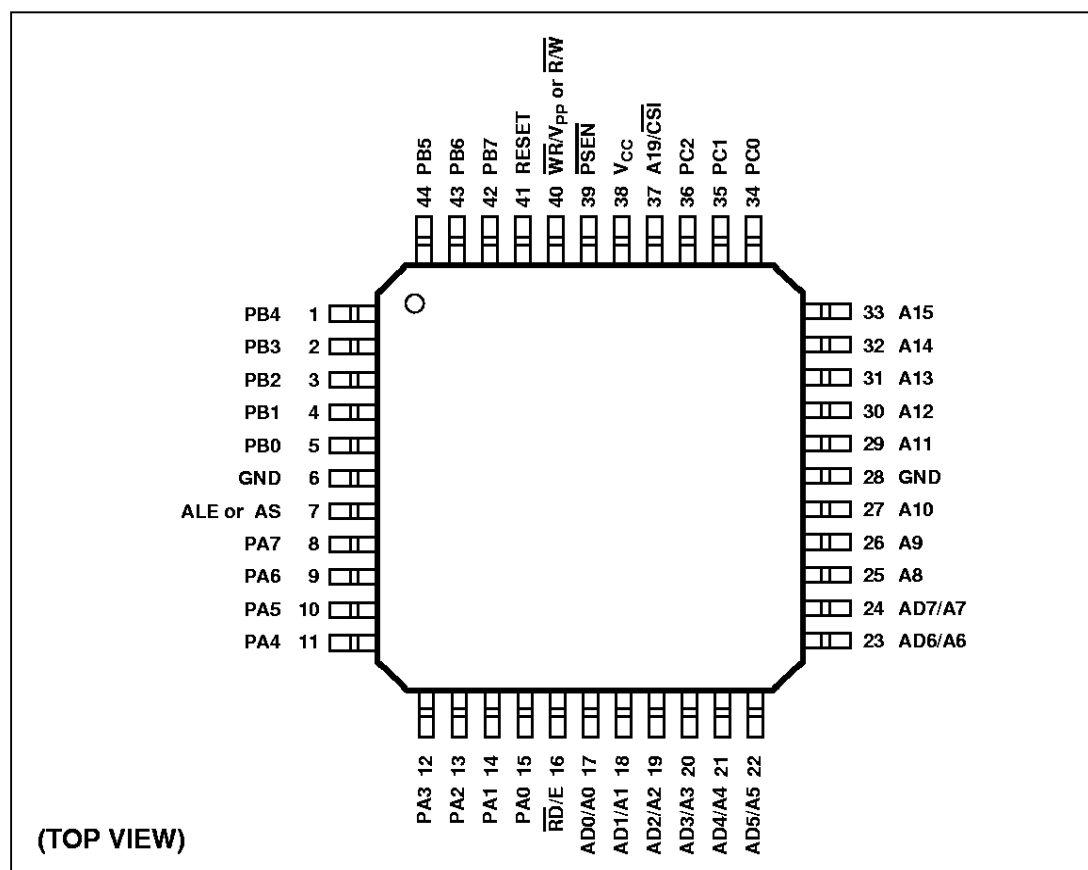 44 PB5
43 PB6
42 PB7
41 RESET
40 W̅R̅/VPP or R̅/̅W̅
39 P̅S̅E̅N̅
38 VCC
37 A19/C̅S̅I̅
36 PC2
35 PC1
34 PC0
PB4 1
PB3 2
PB2 3
PB1 4
PB0 5
GND 6
ALE or AS 7
PA7 8
PA6 9
PA5 10
PA4 11
33 A15
32 A14
31 A13
30 A12
29 A11
28 GND
27 A10
26 A9
25 A8
24 AD7/A7
23 AD6/A6
PA3 12
PA2 13
PA1 14
PA0 15
R̅D̅/E 16
AD0/A0 17
AD1/A1 18
AD2/A2 19
AD3/A3 20
AD4/A4 21
AD5/A5 22
(TOP VIEW)